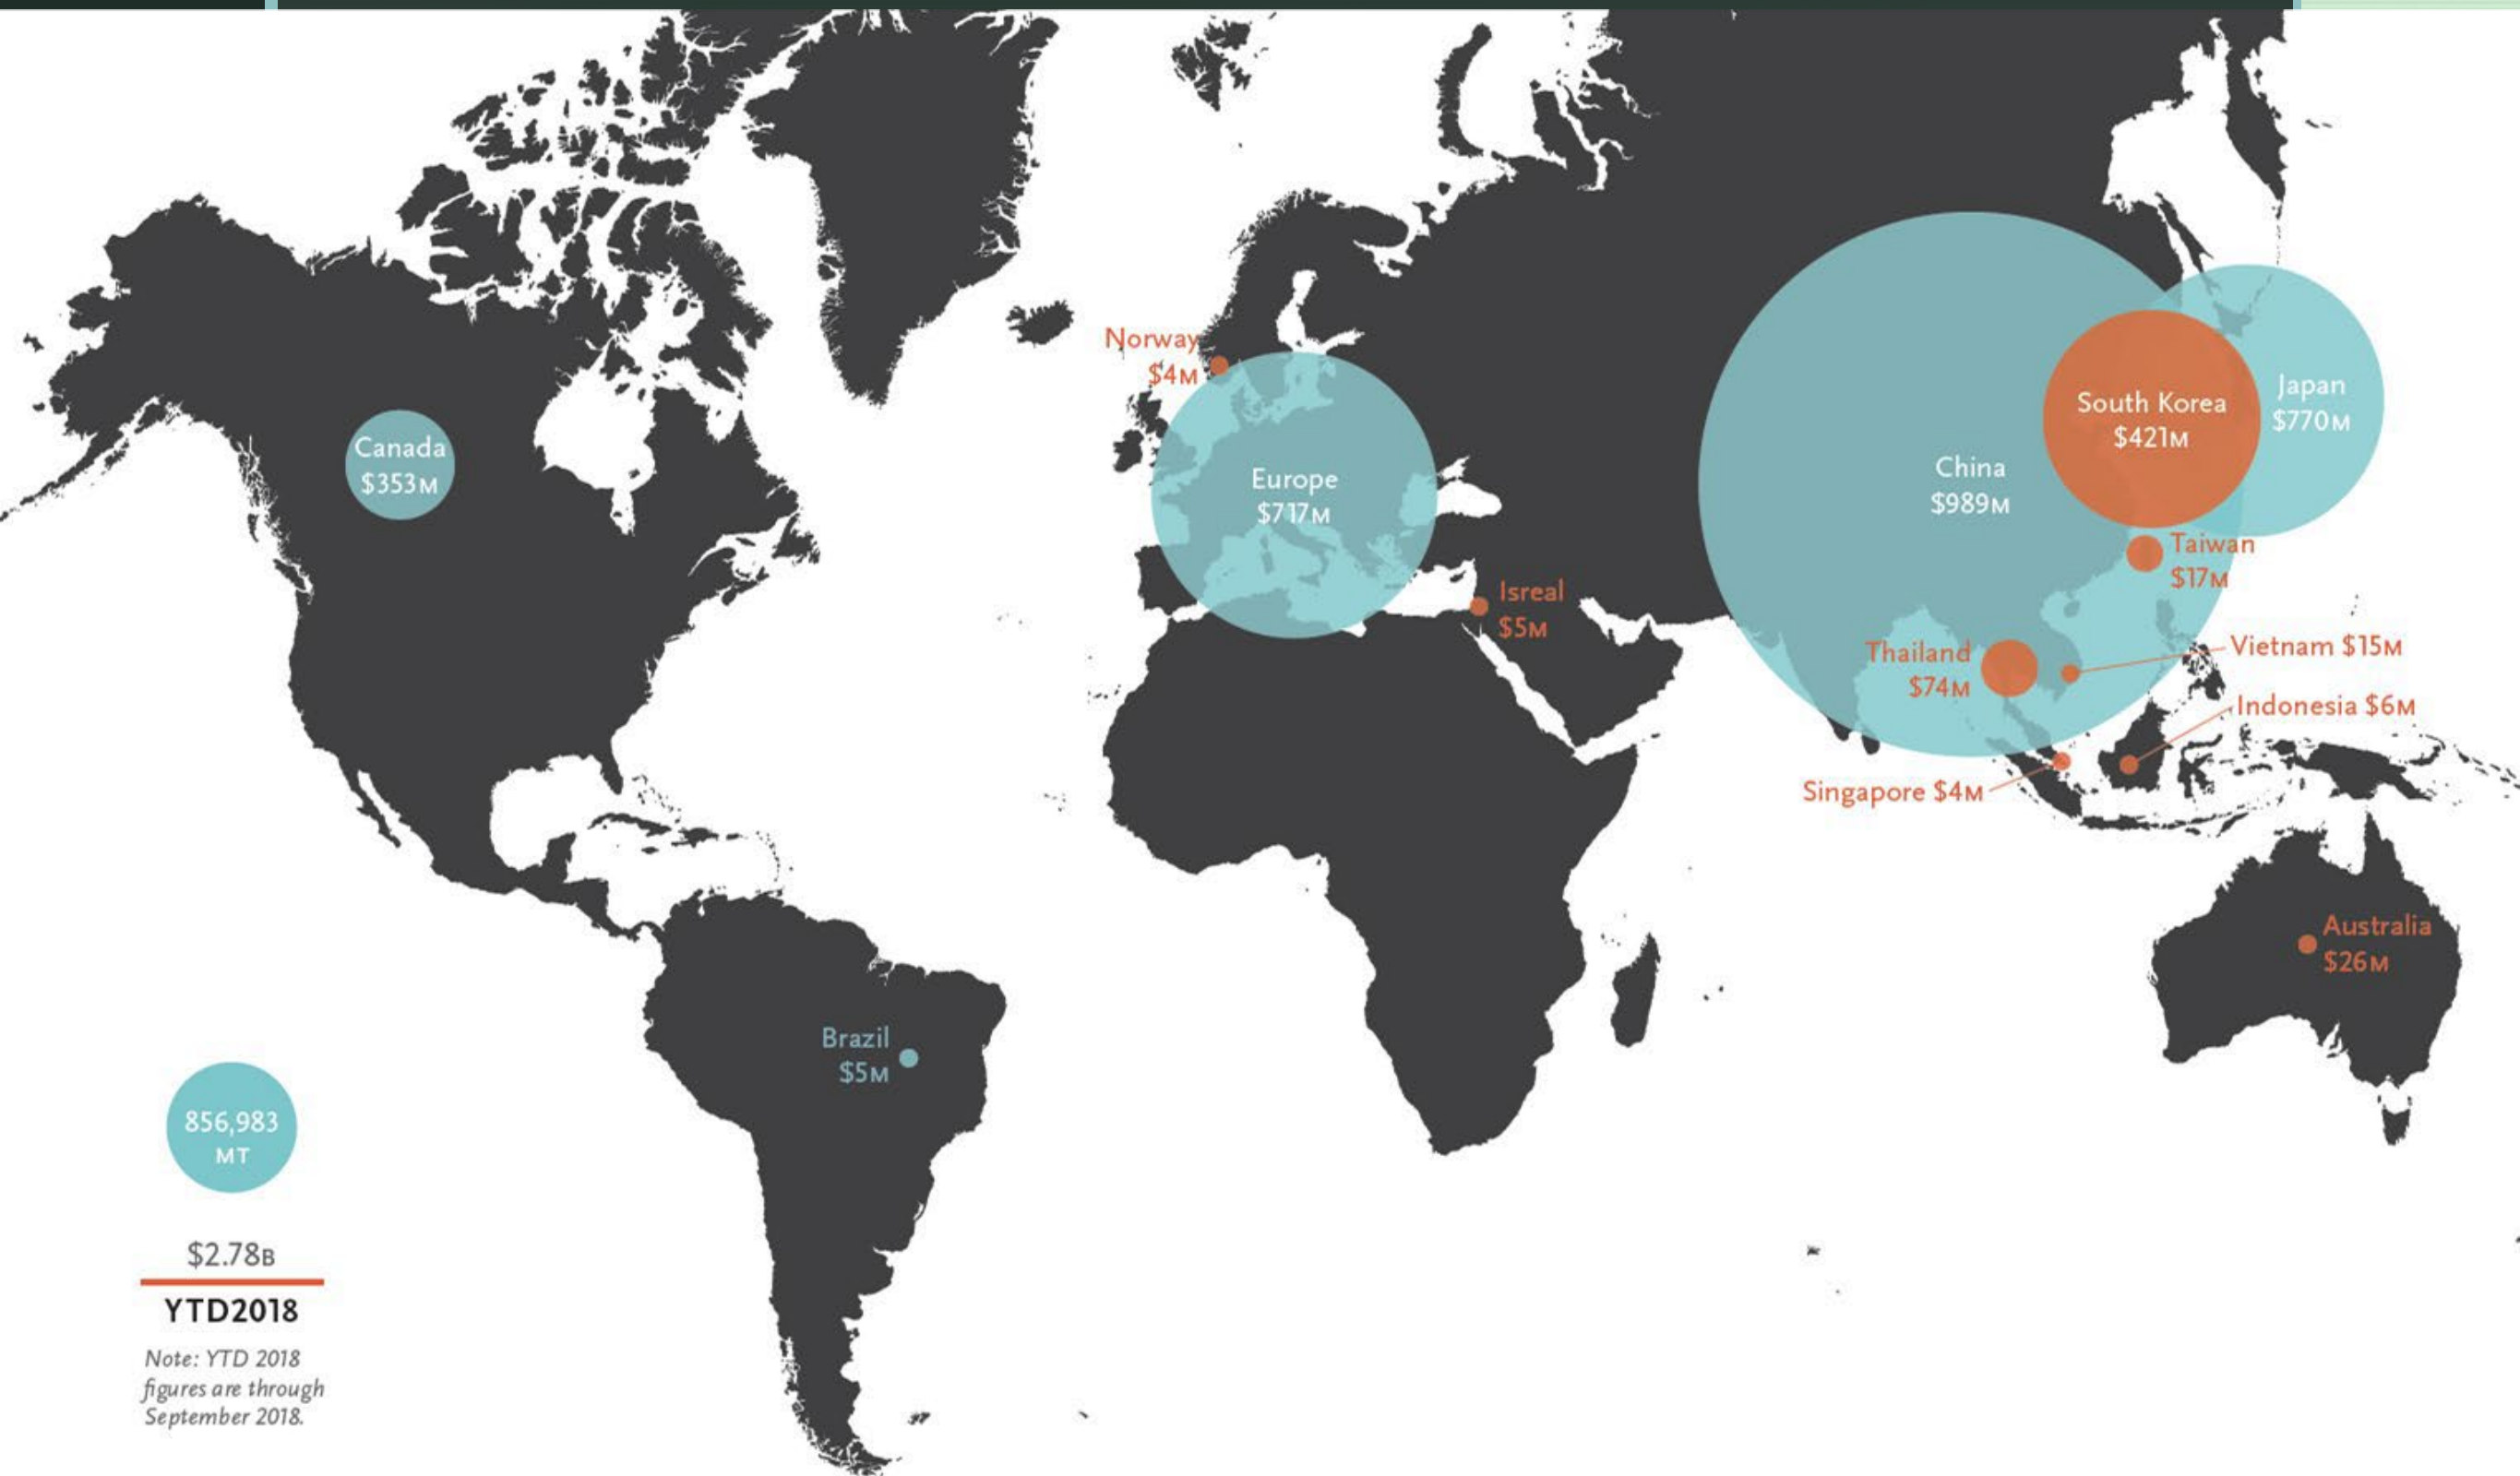 Norway
$4M
Canada
$353M
Europe
$717M
Isreal
$5M
China
$989M
South Korea
$421M
Japan
$770M
Taiwan
$17M
Thailand
$74M
Vietnam $15M
Indonesia $6M
Singapore $4M
Australia
$26M
Brazil
$5M
856,983
MT
$2.78B
YTD2018
Note: YTD 2018
figures are through
September 2018.